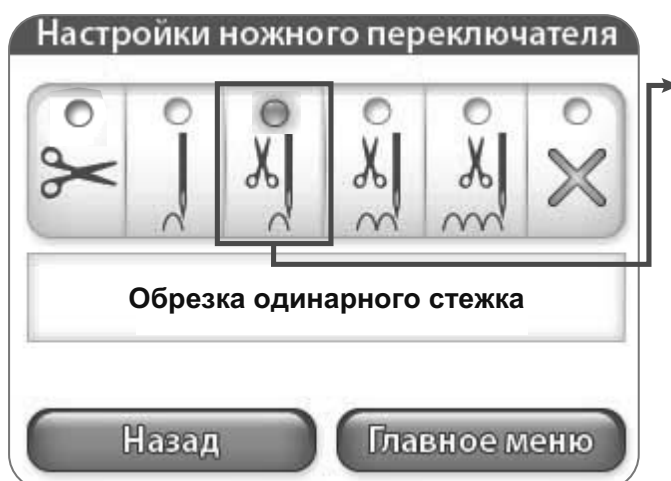 Настройки ножного переключателя
Обрезка одинарного стежка
Назад
Главное меню